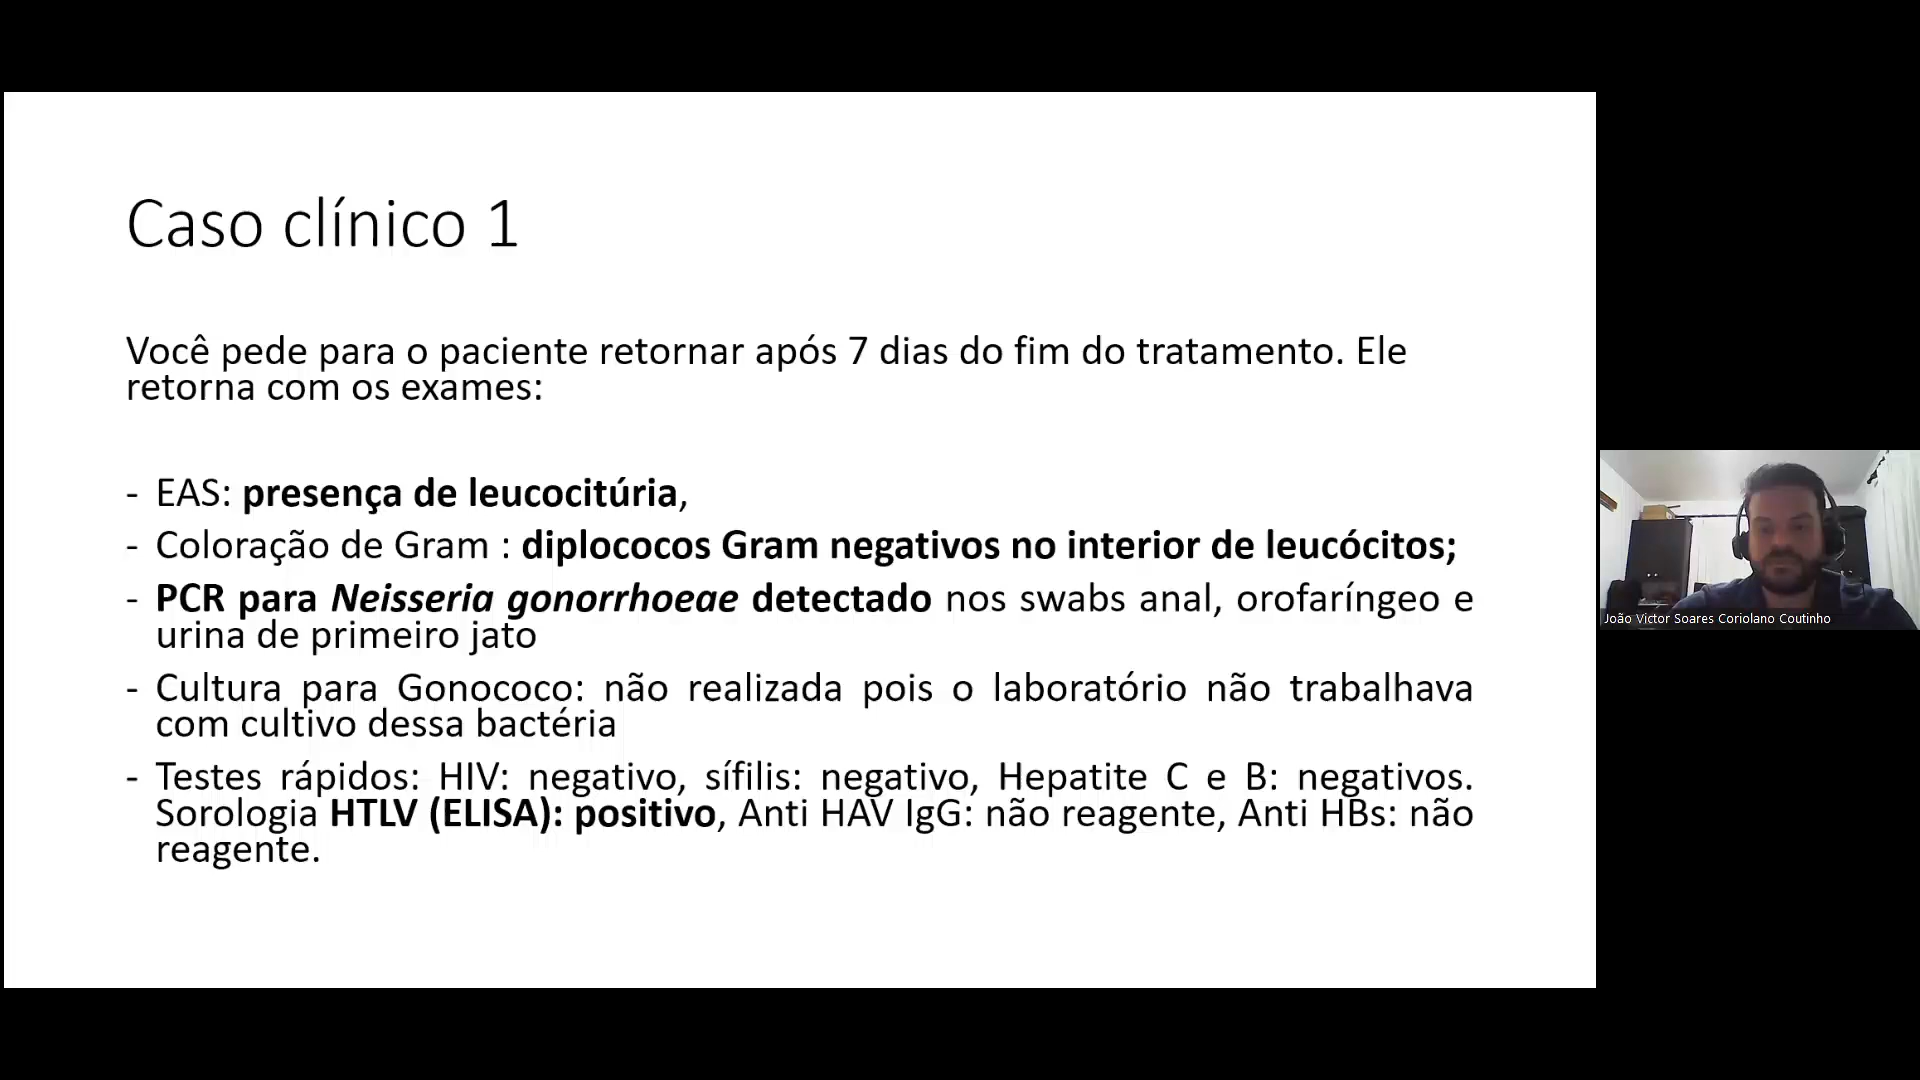 Caso clínico 1
Você pede para o paciente retornar após 7 dias do fim do tratamento. Ele
retorna com os exames:
- EAS: presença de leucocitúria,
- Coloração de Gram : diplococos Gram negativos no interior de leucócitos;
- PCR para Neisseria gonorrhoeae detectado nos swabs anal, orofaríngeo e
urina de primeiro jato
- Cultura para Gonococo: não realizada pois o laboratório não trabalhava
com cultivo dessa bactéria
- Testes rápidos: HIV: negativo, sífilis: negativo, Hepatite C e B: negativos.
Sorologia HTLV (ELISA): positivo, Anti HAV IgG: não reagente, Anti HBs: não
reagente.
João Victor Soares Coriolano Coutinho